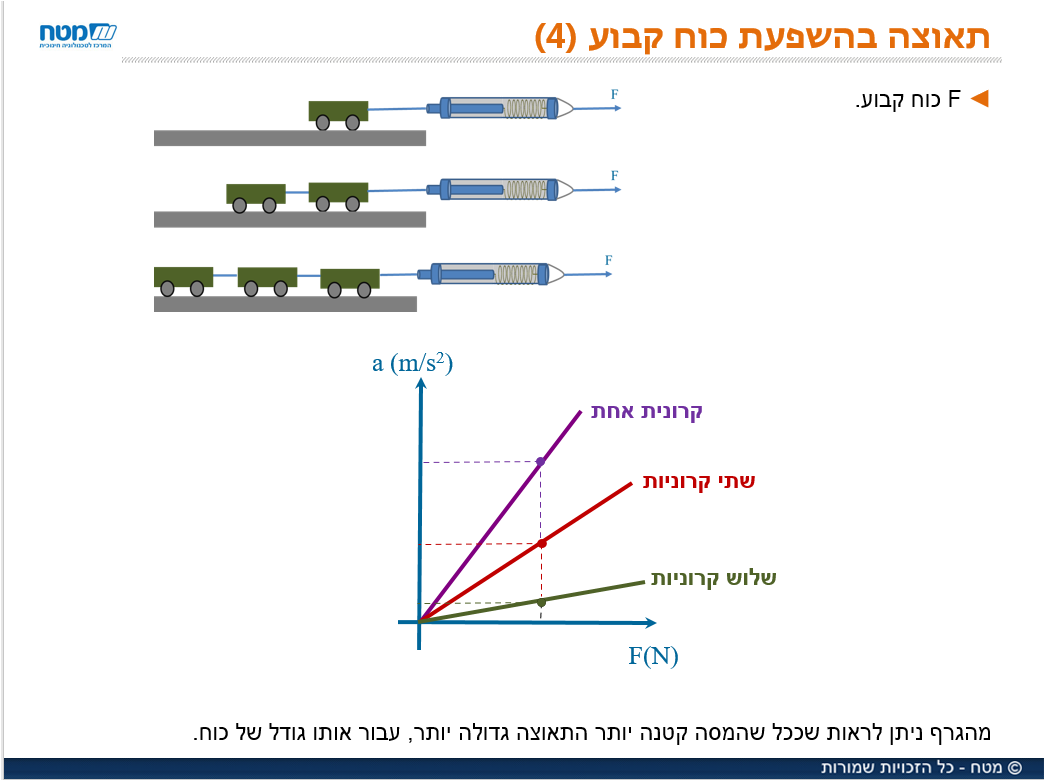 מטח
המרכז לטכנולוגיה חינוכית
תאוצה בהשפעת כוח קבוע (4)
◄ F כוח קבוע.
F
F
F
a (m/s²)
קרונית אחת
שתי קרוניות
שלוש קרוניות
F(N)
מהגרף ניתן לראות שככל שהמסה קטנה יותר התאוצה גדולה יותר, עבור אותו גודל של כוח.
© מטח - כל הזכויות שמורות